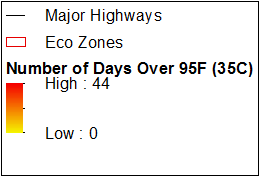 Major Highways
Eco Zones
Number of Days Over 95F (35C)
High : 44
Low : 0